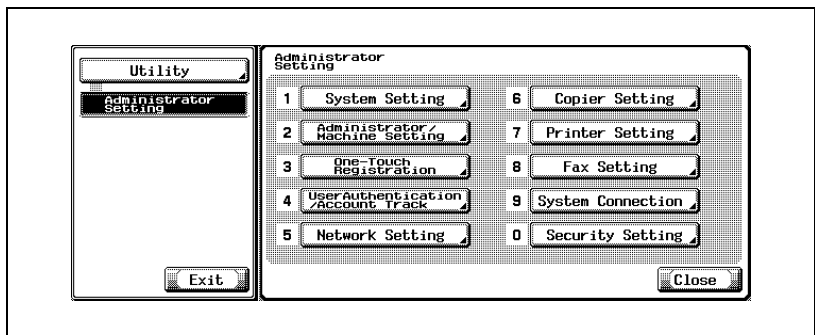 Utility
Administrator
Setting
Exit
Administrator
Setting
1 System Setting
2 Administrator/
Machine Setting
3 One-Touch
Registration
4 UserAuthentication
/Account Track
5 Network Setting
6 Copier Setting
7 Printer Setting
8 Fax Setting
9 System Connection
0 Security Setting
Close